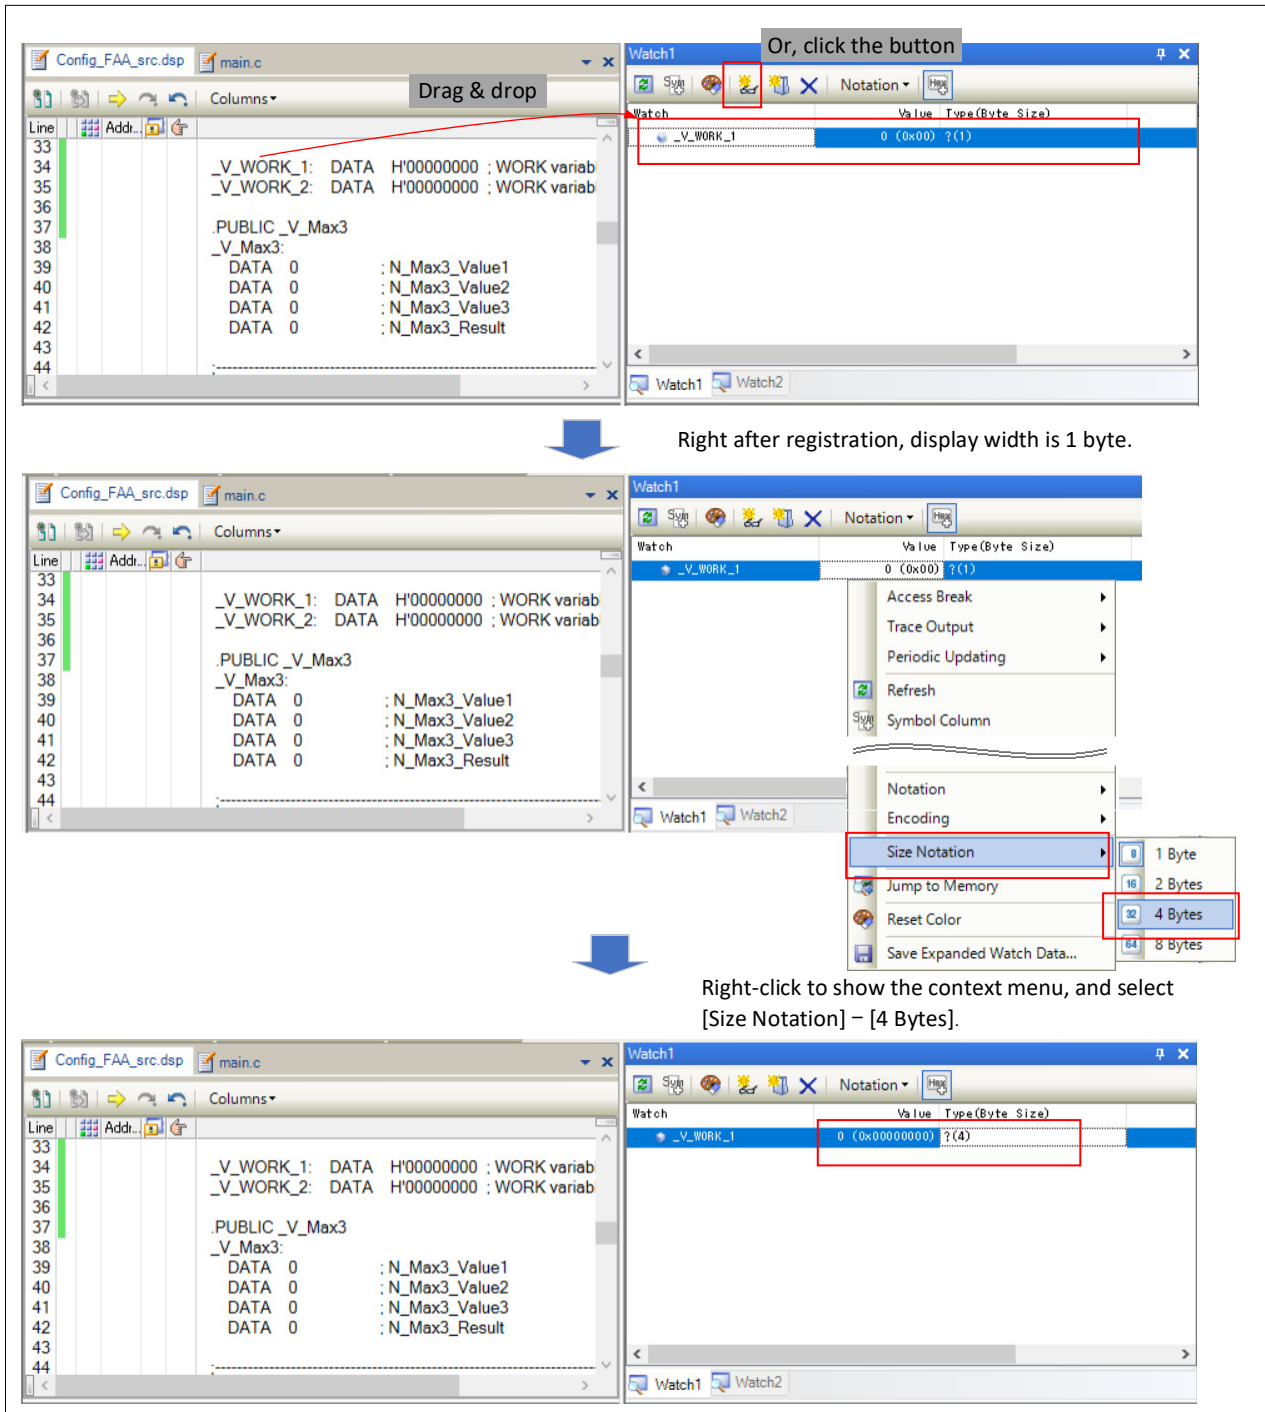 Or, click the button
Config_FAA_src.dsp main.c
Watch1
Drag & drop
Columns
Sym Notation Hex
Line Addr...
Watch Value Type(Byte Size)
33
_V_WORK_1 0 (0x00) ?(1)
34 _V_WORK_1: DATA H'00000000 ; WORK variab
35 _V_WORK_2: DATA H'00000000 ; WORK variab
36
37 .PUBLIC _V_Max3
38 _V_Max3:
39 DATA 0 ; N_Max3_Value1
40 DATA 0 ; N_Max3_Value2
41 DATA 0 ; N_Max3_Value3
42 DATA 0 ; N_Max3_Result
43
44 ;----------------------------------------------------------------
Watch1 Watch2
Right after registration, display width is 1 byte.
Config_FAA_src.dsp main.c
Watch1
Columns
Sym Notation Hex
Line Addr...
Watch Value Type(Byte Size)
33
_V_WORK_1 0 (0x00) ?(1)
34 _V_WORK_1: DATA H'00000000 ; WORK variab
35 _V_WORK_2: DATA H'00000000 ; WORK variab
36
37 .PUBLIC _V_Max3
38 _V_Max3:
39 DATA 0 ; N_Max3_Value1
40 DATA 0 ; N_Max3_Value2
41 DATA 0 ; N_Max3_Value3
42 DATA 0 ; N_Max3_Result
43
44 ;----------------------------------------------------------------
Watch1 Watch2
Access Break
Trace Output
Periodic Updating
Refresh
Sym Symbol Column
Notation
Encoding
Size Notation
Jump to Memory
Reset Color
Save Expanded Watch Data...
8 1 Byte
16 2 Bytes
32 4 Bytes
64 8 Bytes
Right-click to show the context menu, and select
[Size Notation] – [4 Bytes].
Config_FAA_src.dsp main.c
Watch1
Columns
Sym Notation Hex
Line Addr...
Watch Value Type(Byte Size)
33
_V_WORK_1 0 (0x00000000) ?(4)
34 _V_WORK_1: DATA H'00000000 ; WORK variab
35 _V_WORK_2: DATA H'00000000 ; WORK variab
36
37 .PUBLIC _V_Max3
38 _V_Max3:
39 DATA 0 ; N_Max3_Value1
40 DATA 0 ; N_Max3_Value2
41 DATA 0 ; N_Max3_Value3
42 DATA 0 ; N_Max3_Result
43
44 ;----------------------------------------------------------------
Watch1 Watch2